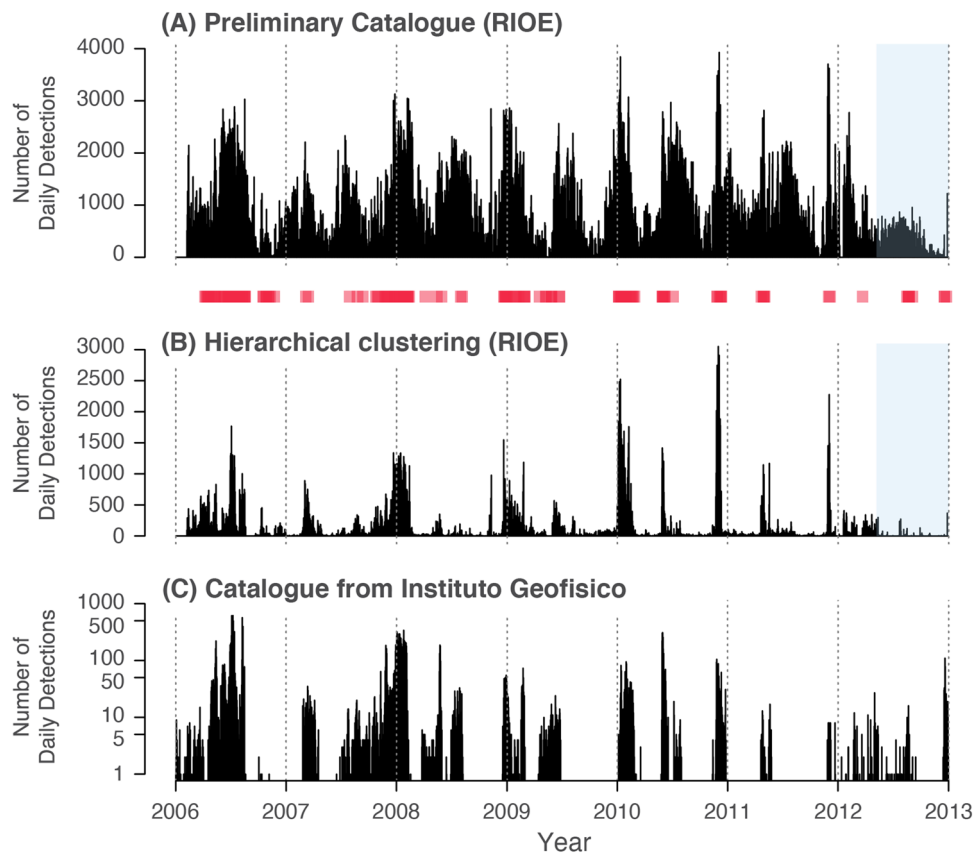 (A) Preliminary Catalogue (RIOE)
4000
3000
2000
1000
0
Number of
Daily Detections
(B) Hierarchical clustering (RIOE)
3000
2500
2000
1500
1000
500
0
Number of
Daily Detections
(C) Catalogue from Instituto Geofisico
1000
500
100
50
10
5
1
Number of
Daily Detections
2006 2007 2008 2009 2010 2011 2012 2013
Year